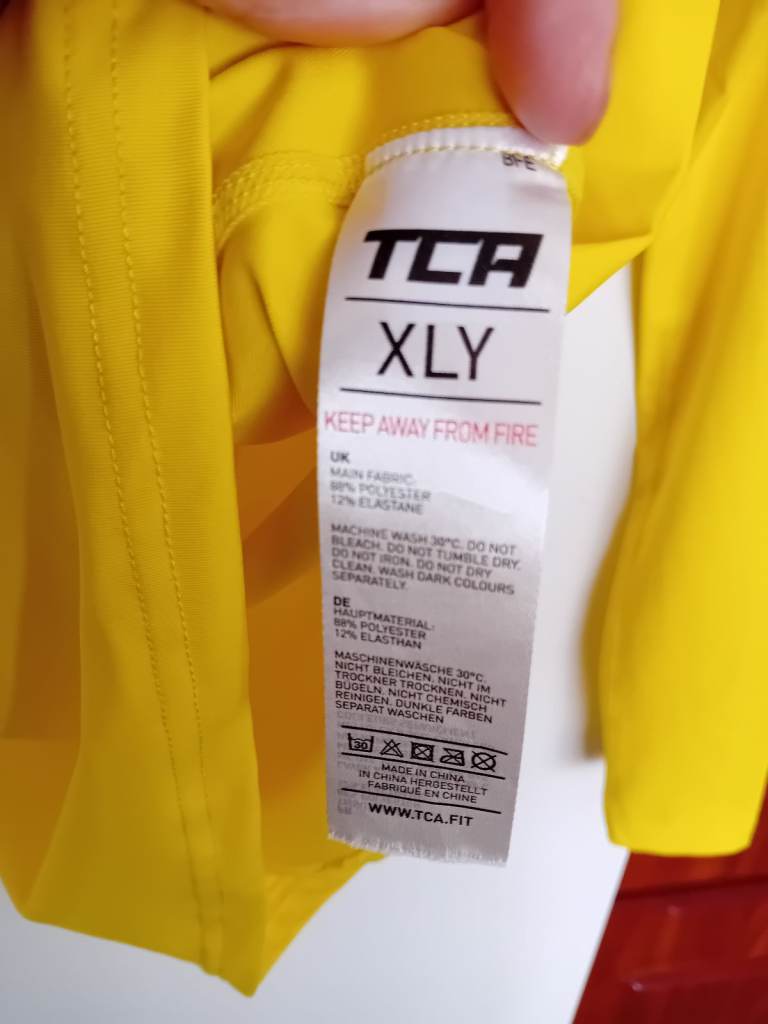 BFE
TCA
XLY
KEEP AWAY FROM FIRE
UK
MAIN FABRIC:
88% POLYESTER
12% ELASTANE
MACHINE WASH 30°C. DO NOT
BLEACH. DO NOT TUMBLE DRY.
DO NOT IRON. DO NOT DRY
CLEAN. WASH DARK COLOURS
SEPARATELY.
DE
HAUPTMATERIAL:
88% POLYESTER
12% ELASTHAN
MASCHINENWÄSCHE 30°C.
NICHT BLEICHEN. NICHT IM
TROCKNER TROCKNEN. NICHT
BÜGELN. NICHT CHEMISCH
REINIGEN. DUNKLE FARBEN
SEPARAT WASCHEN
30
MADE IN CHINA
IN CHINA HERGESTELLT
FABRIQUÉ EN CHINE
WWW.TCA.FIT